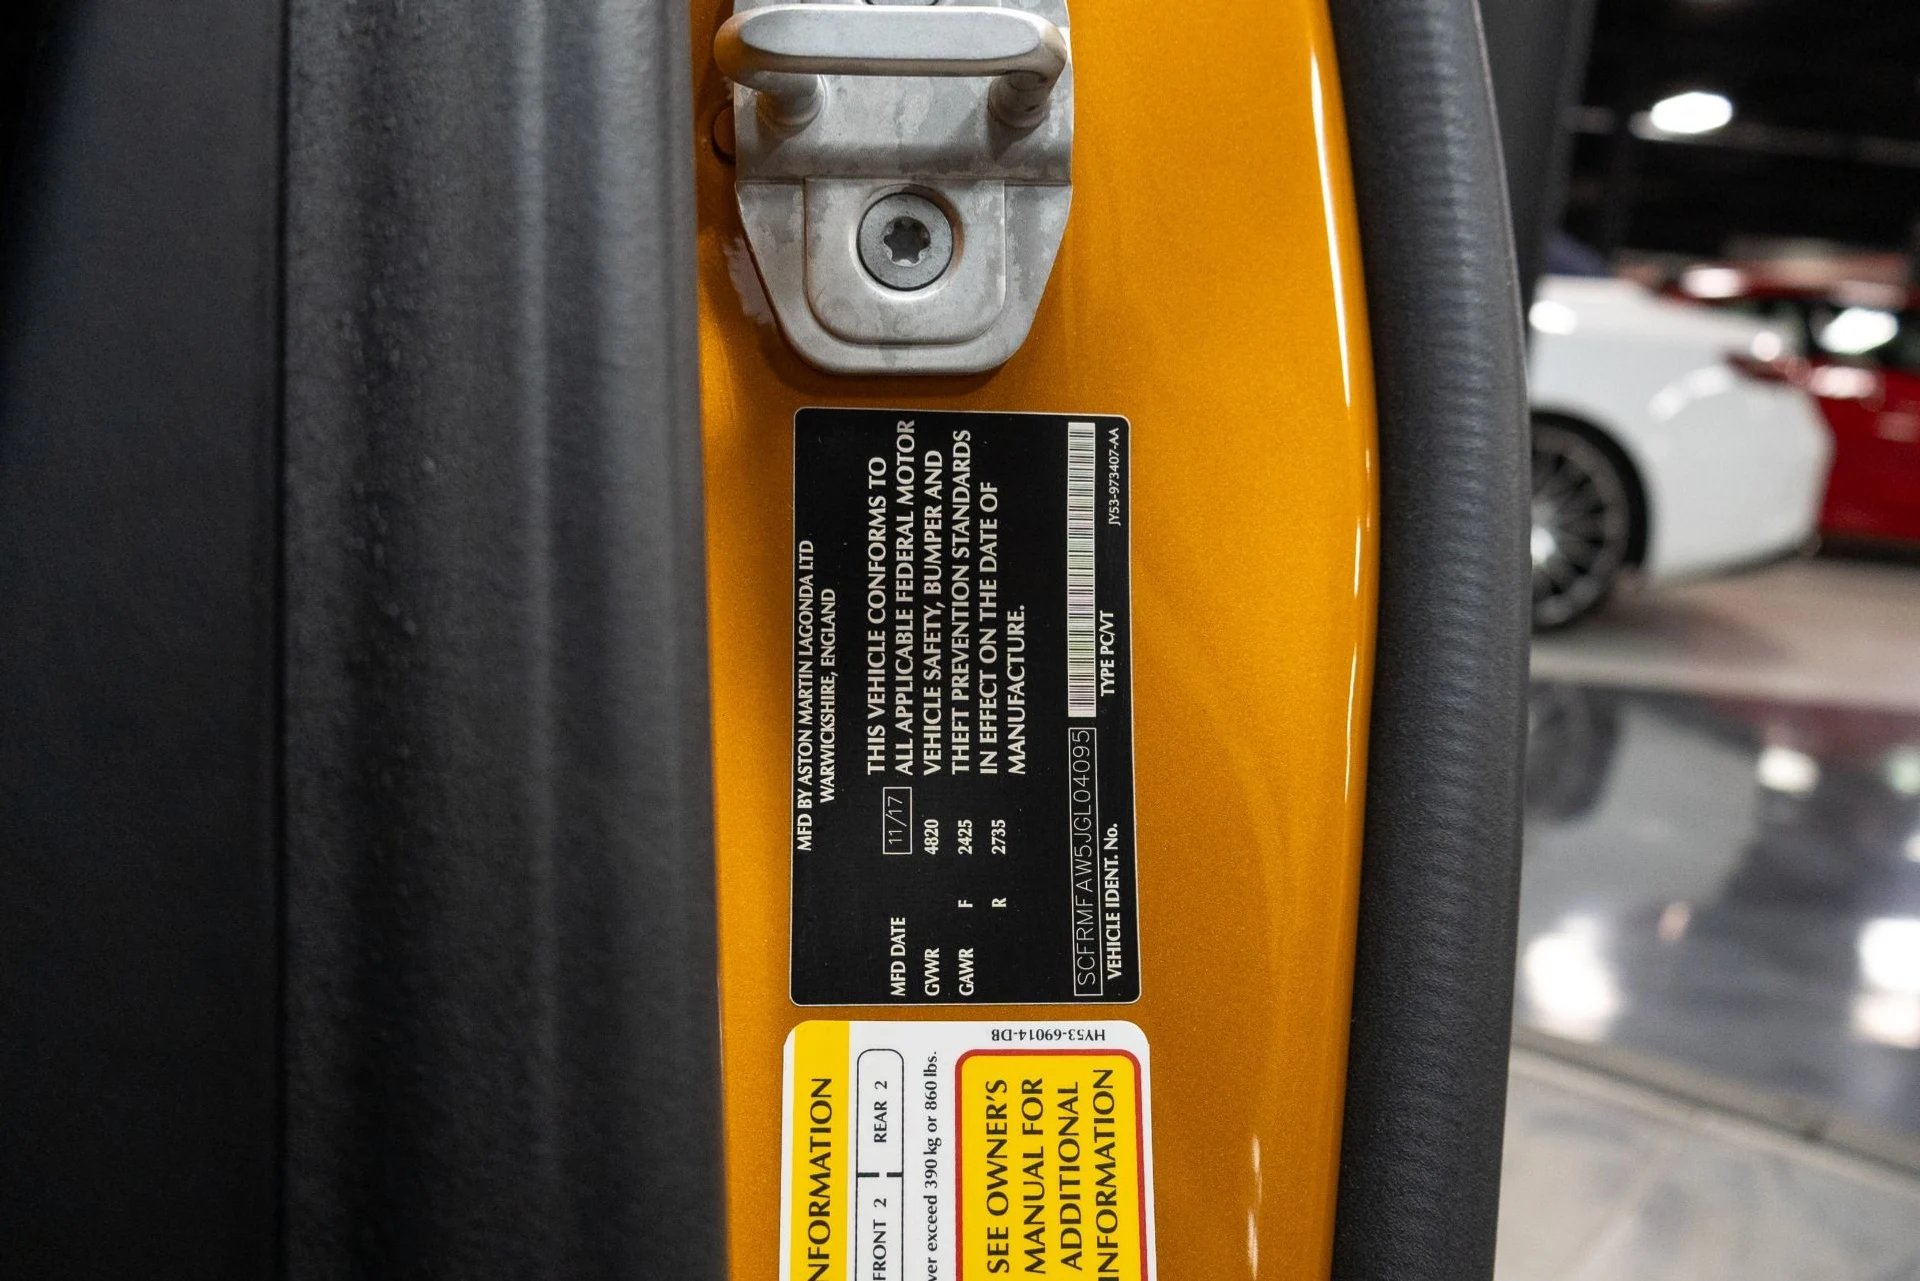 MFD BY ASTON MARTIN LAGONDA LTD
WARWICKSHIRE, ENGLAND
MFD DATE 11/17
GVWR 4820
GAWR F 2425
R 2735
THIS VEHICLE CONFORMS TO
ALL APPLICABLE FEDERAL MOTOR
VEHICLE SAFETY, BUMPER AND
THEFT PREVENTION STANDARDS
IN EFFECT ON THE DATE OF
MANUFACTURE.
SCFRMFAW5JGL04095
VEHICLE IDENT. No. TYPE PC/VT JY53-973407-AA
HY53-69014-DB
NFORMATION
FRONT 2 REAR 2
ver exceed 390 kg or 860 lbs.
SEE OWNER'S
MANUAL FOR
ADDITIONAL
INFORMATION